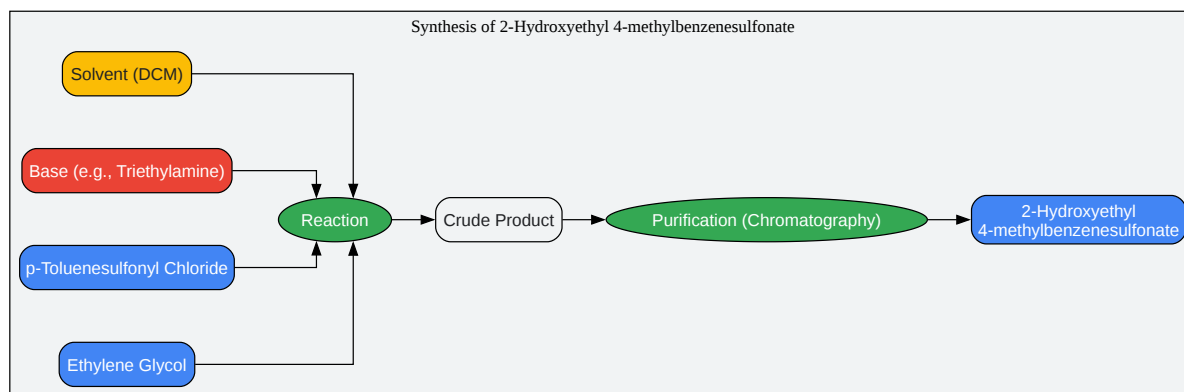 Synthesis of 2-Hydroxyethyl 4-methylbenzenesulfonate
Solvent (DCM)
Base (e.g., Triethylamine)
p-Toluenesulfonyl Chloride
Ethylene Glycol
Reaction
Crude Product
Purification (Chromatography)
2-Hydroxyethyl
4-methylbenzenesulfonate